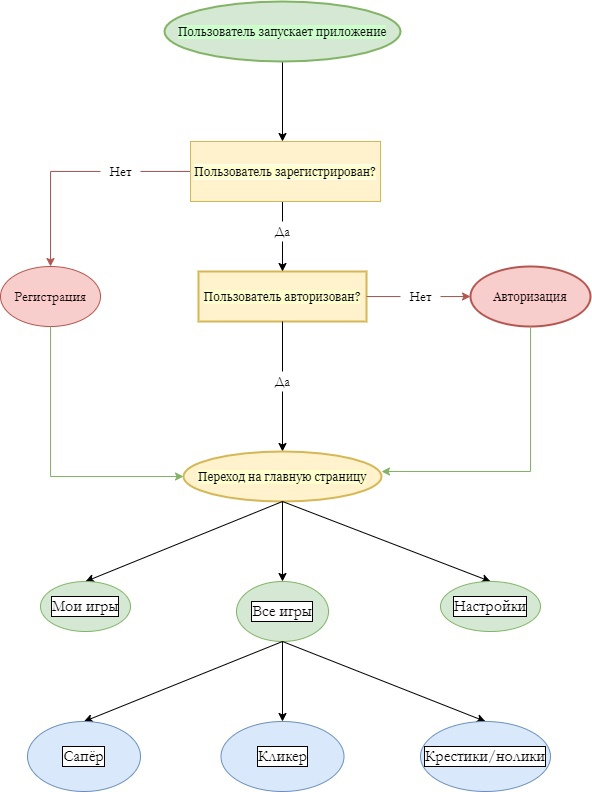 Пользователь запускает приложение
Пользователь зарегистрирован?
Нет
Да
Регистрация
Пользователь авторизован?
Нет
Авторизация
Да
Переход на главную страницу
Мои игры
Все игры
Настройки
Сапёр
Кликер
Крестики/нолики